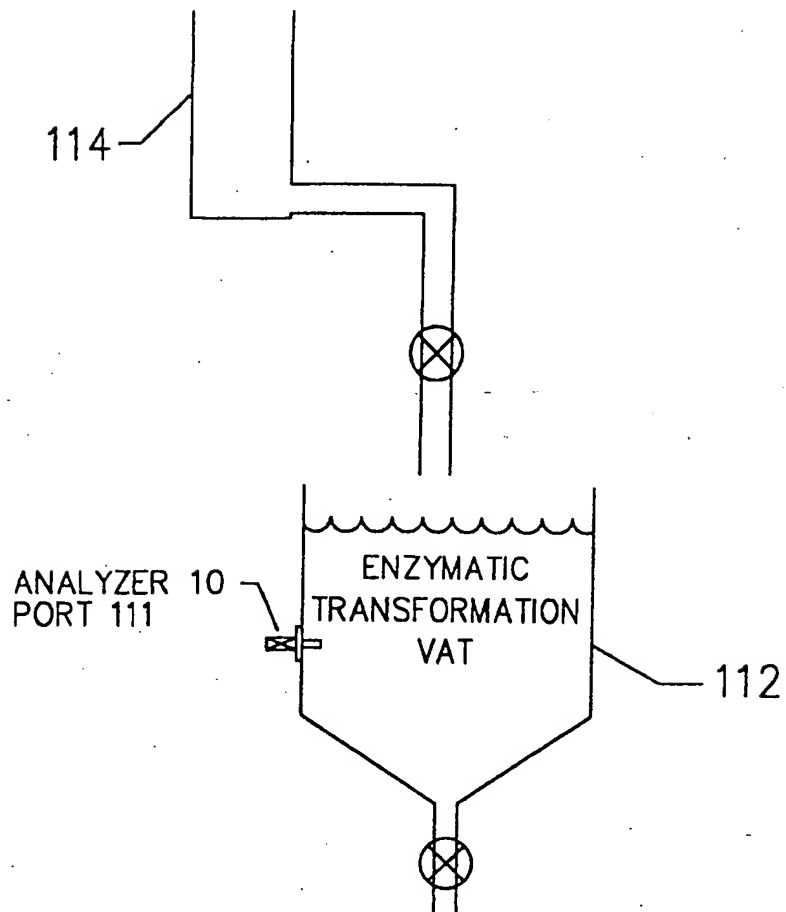 114
ENZYMATIC
TRANSFORMATION
VAT
ANALYZER 10
PORT 111
112